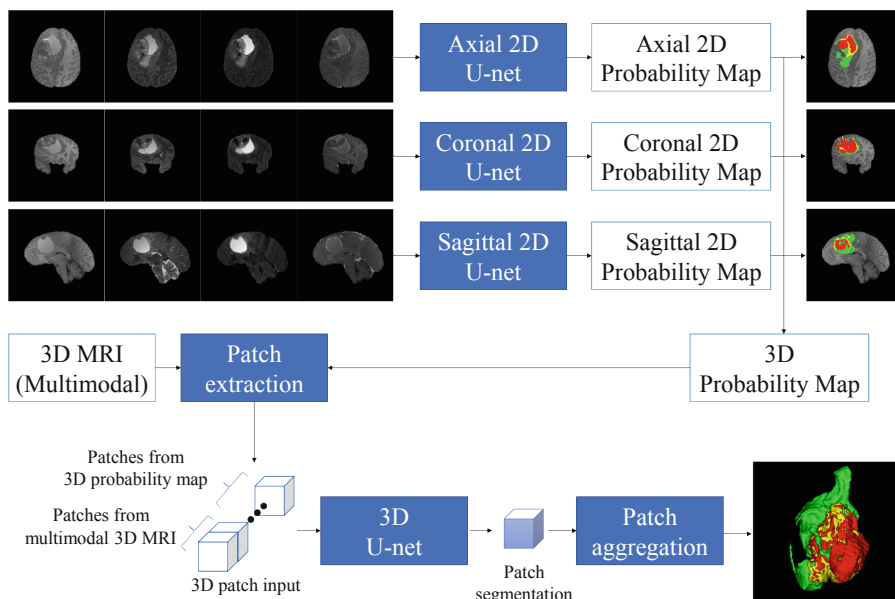 Axial 2D
U-net
Axial 2D
Probability Map
Coronal 2D
U-net
Coronal 2D
Probability Map
Sagittal 2D
U-net
Sagittal 2D
Probability Map
3D MRI
(Multimodal)
Patch
extraction
3D
Probability Map
Patches from
3D probability map
Patches from
multimodal 3D MRI
3D patch input
3D
U-net
Patch
segmentation
Patch
aggregation